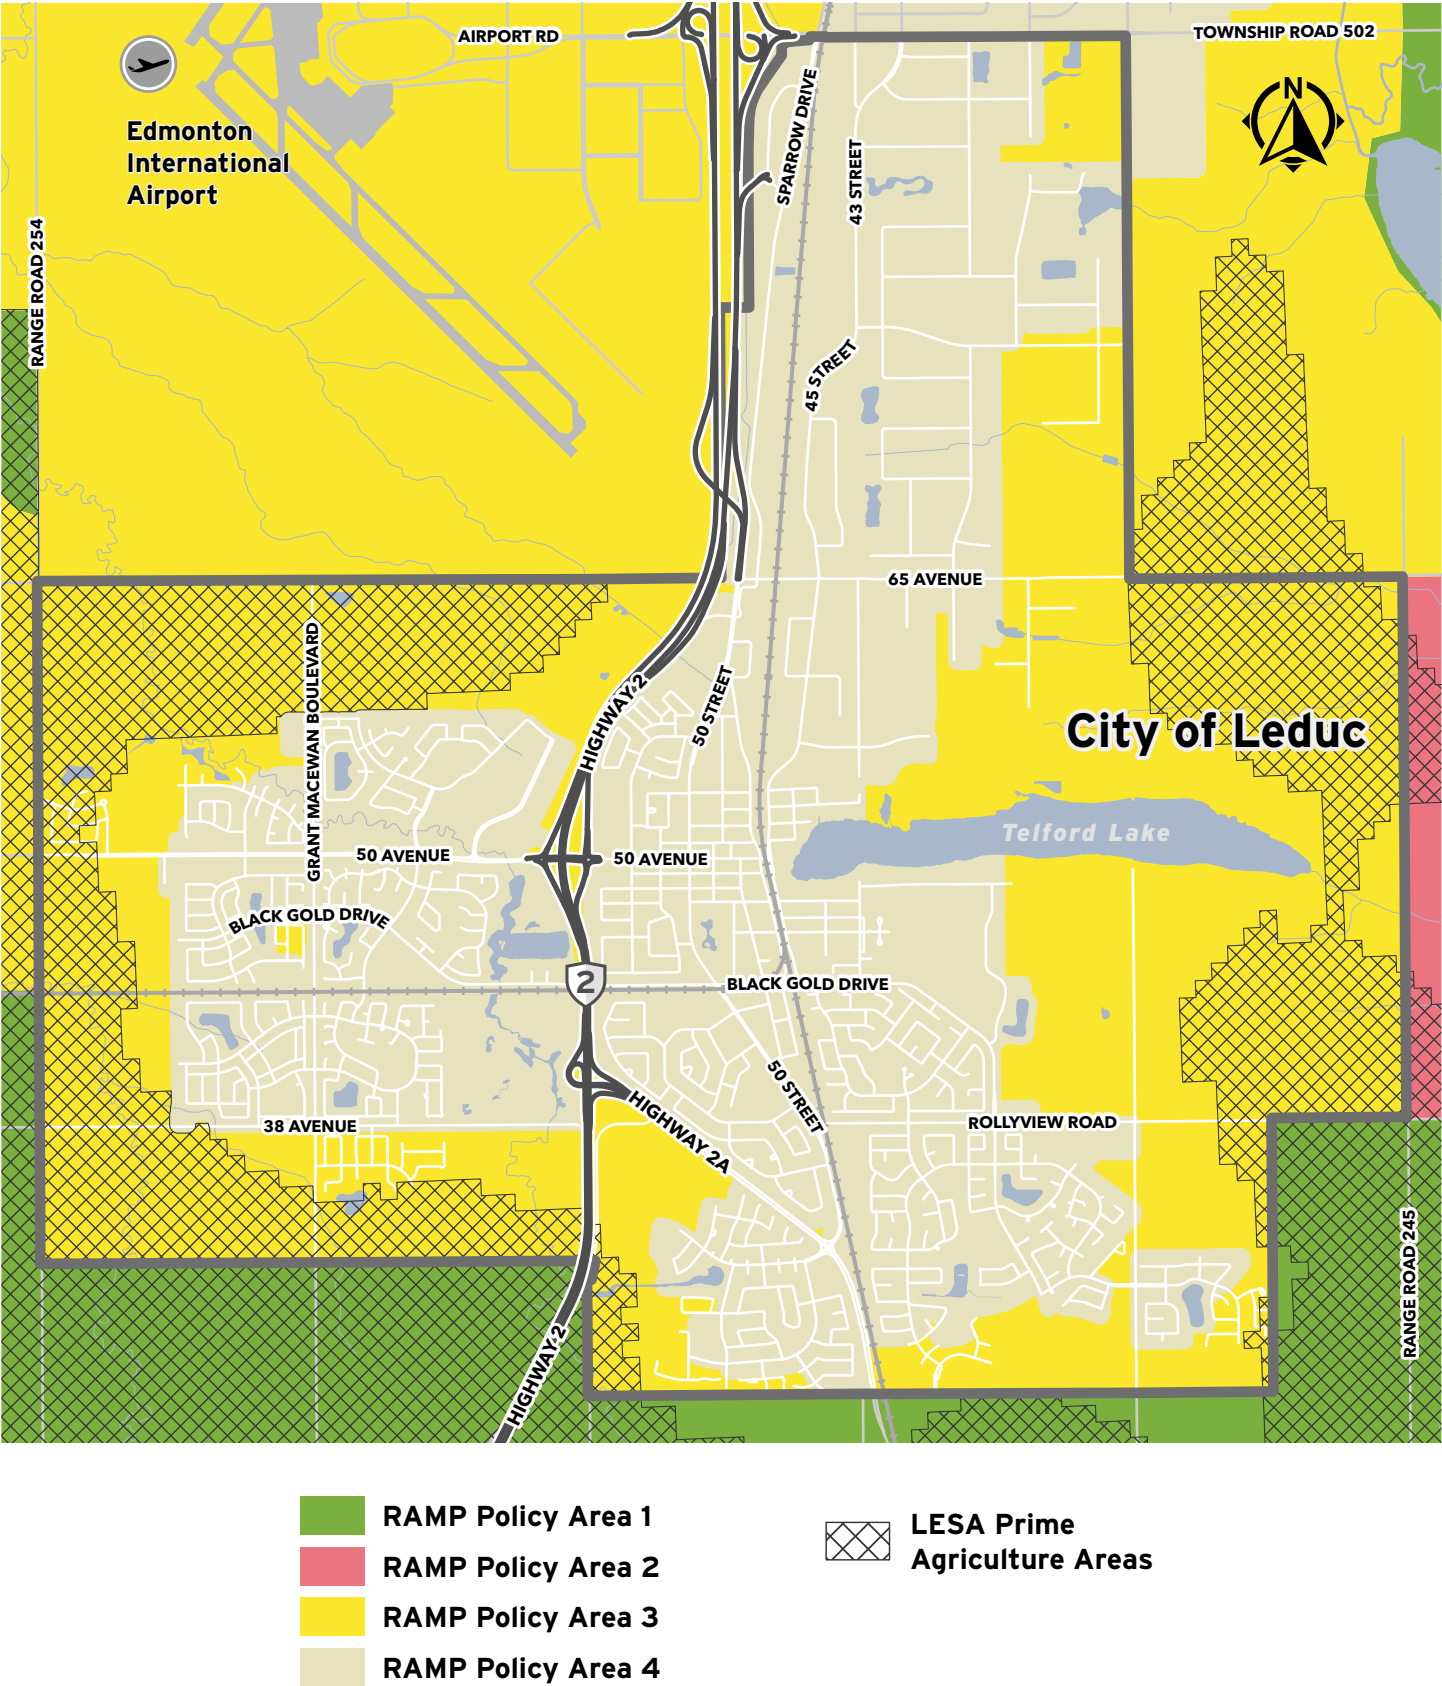 AIRPORT RD
TOWNSHIP ROAD 502
N
Edmonton
International
Airport
SPARROW DRIVE
43 STREET
RANGE ROAD 254
45 STREET
65 AVENUE
GRANT MACEWAN BOULEVARD
HIGHWAY 2
50 STREET
City of Leduc
Telford Lake
50 AVENUE
50 AVENUE
BLACK GOLD DRIVE
2
BLACK GOLD DRIVE
50 STREET
38 AVENUE
HIGHWAY 2A
ROLLYVIEW ROAD
RANGE ROAD 245
HIGHWAY 2
RAMP Policy Area 1
RAMP Policy Area 2
RAMP Policy Area 3
RAMP Policy Area 4
LESA Prime
Agriculture Areas